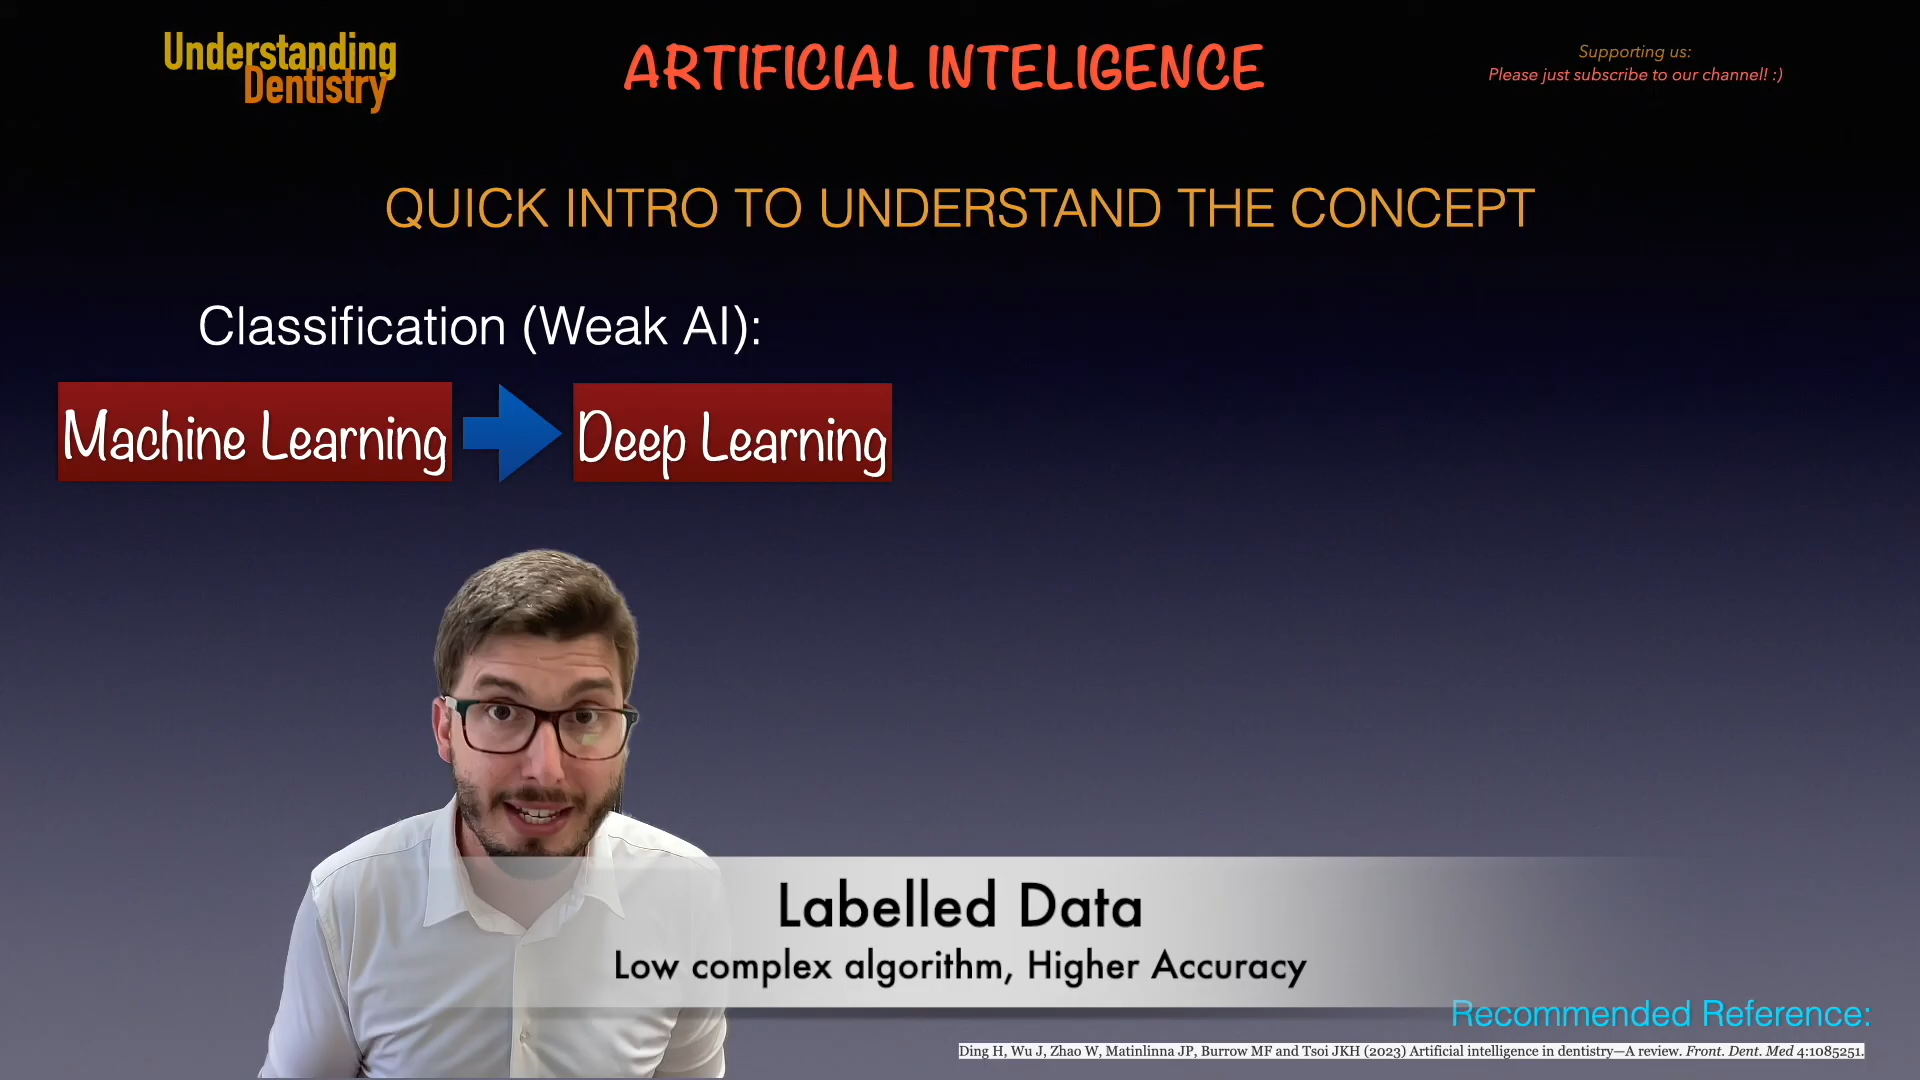 Understanding
Dentistry
ARTIFICIAL INTELIGENCE
Supporting us:
Please just subscribe to our channel! :)
QUICK INTRO TO UNDERSTAND THE CONCEPT
Classification (Weak AI):
Machine Learning
Deep Learning
Labelled Data
Low complex algorithm, Higher Accuracy
Recommended Reference:
Ding H, Wu J, Zhao W, Matinlinna JP, Burrow MF and Tsoi JKH (2023) Artificial intelligence in dentistry—A review. Front. Dent. Med 4:1085251.